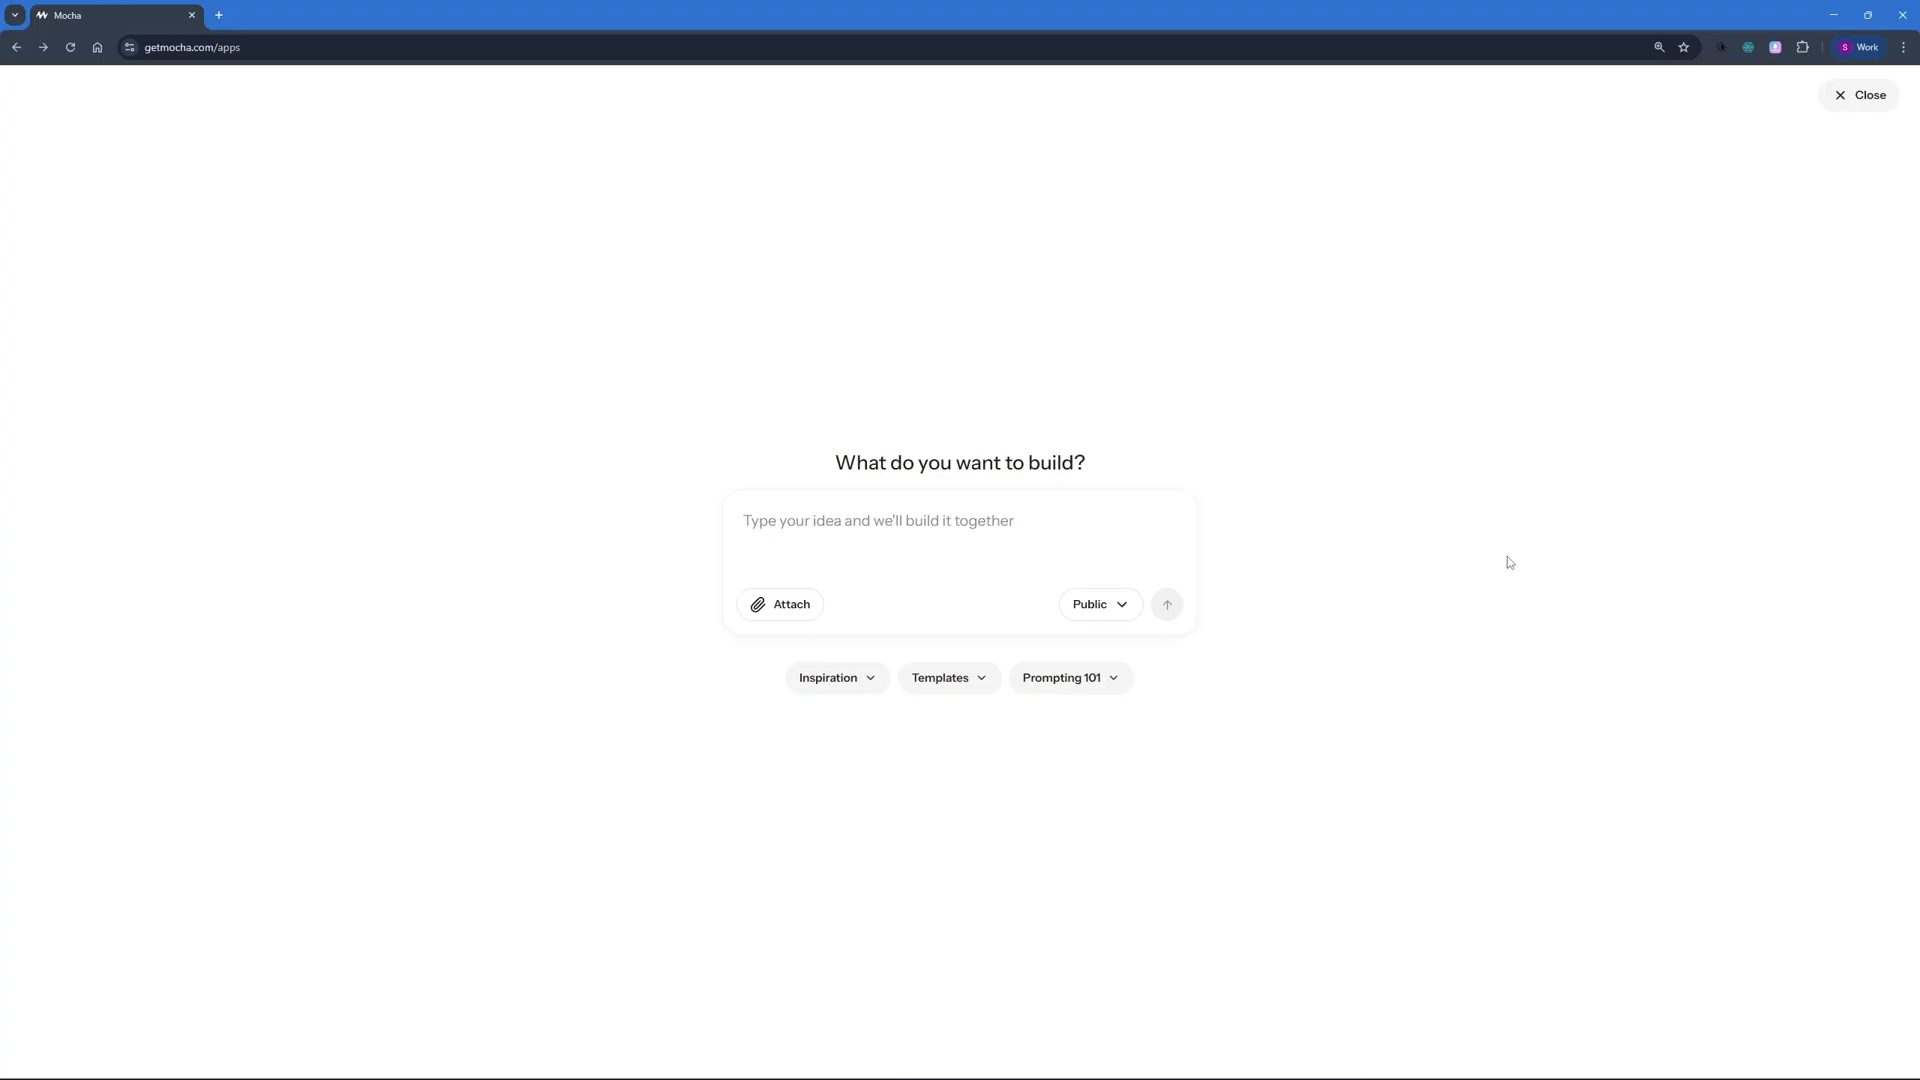 Mocha
getmocha.com/apps
S Work
Close
What do you want to build?
Type your idea and we'll build it together
Attach
Public
Inspiration
Templates
Prompting 101